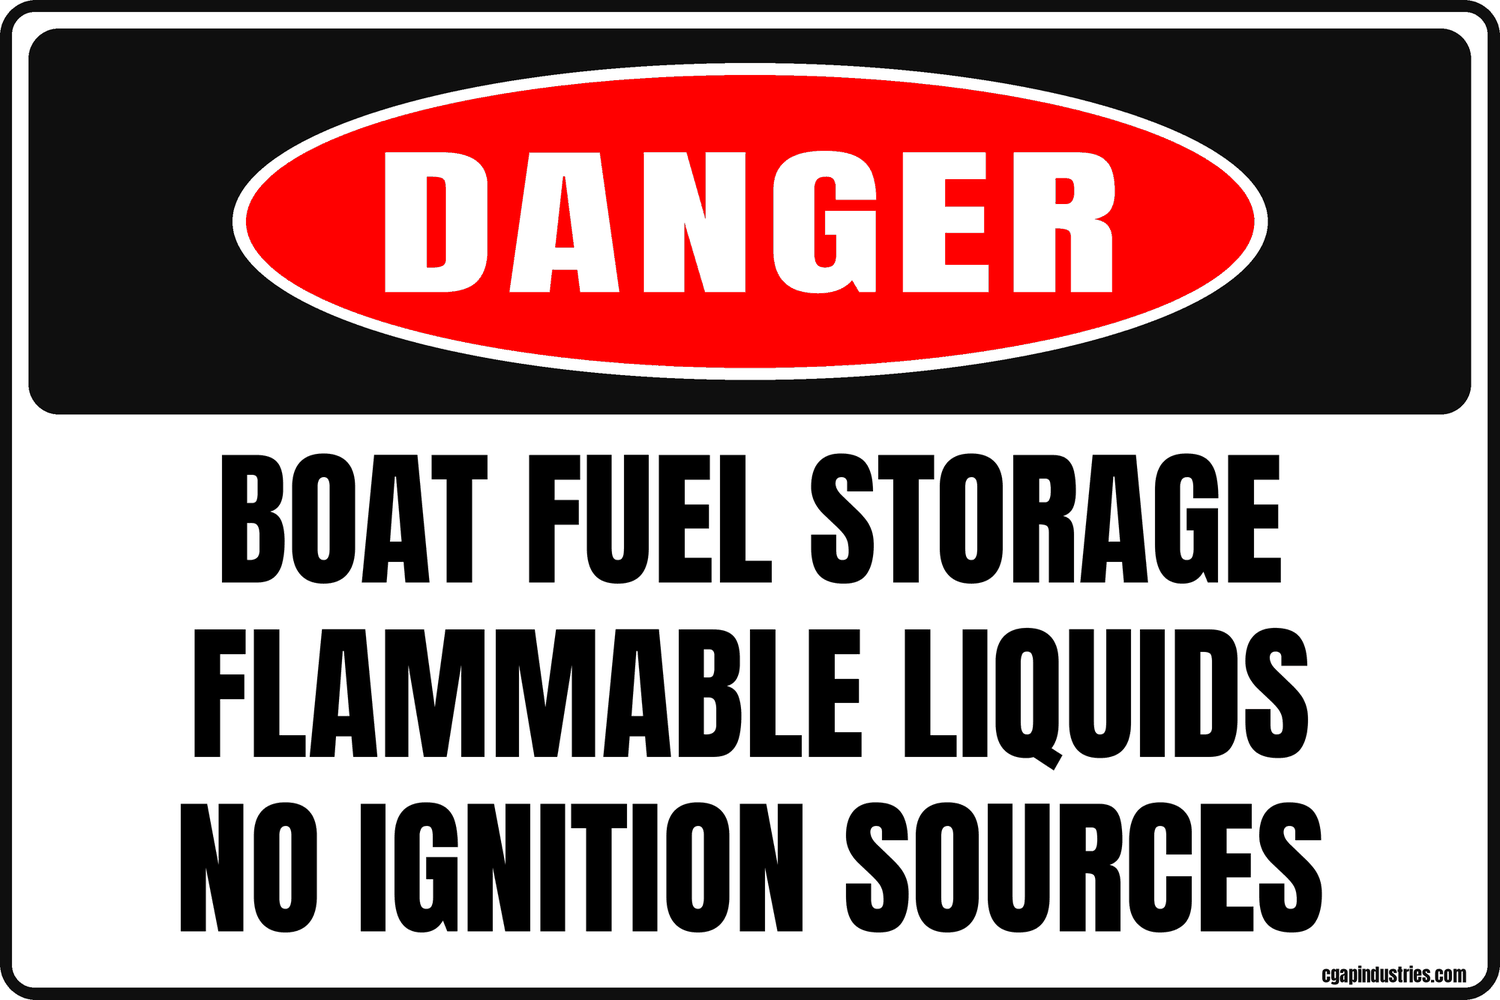 DANGER
BOAT FUEL STORAGE
FLAMMABLE LIQUIDS
NO IGNITION SOURCES
cgapindustries.com